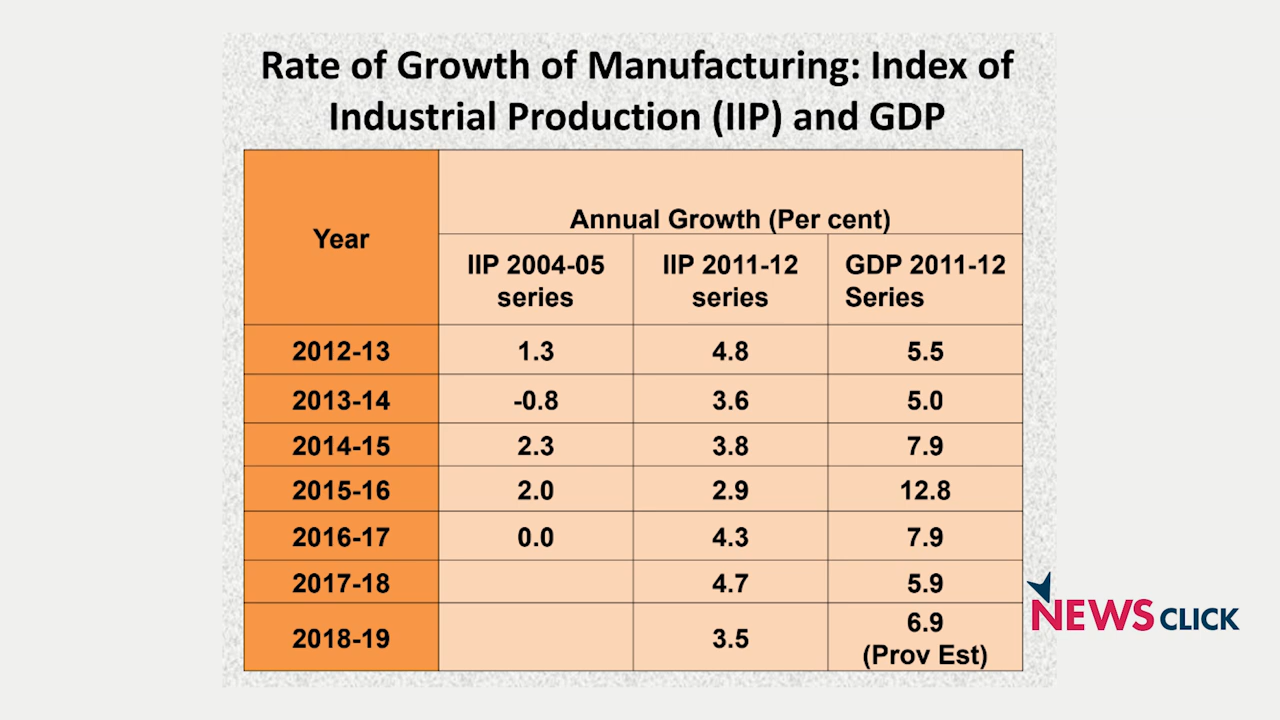 Rate of Growth of Manufacturing: Index of
Industrial Production (IIP) and GDP
Year
Annual Growth (Per cent)
IIP 2004-05 series
IIP 2011-12 series
GDP 2011-12 Series
2012-13 1.3 4.8 5.5
2013-14 -0.8 3.6 5.0
2014-15 2.3 3.8 7.9
2015-16 2.0 2.9 12.8
2016-17 0.0 4.3 7.9
2017-18 4.7 5.9
2018-19 3.5 6.9 (Prov Est)
NEWS CLICK